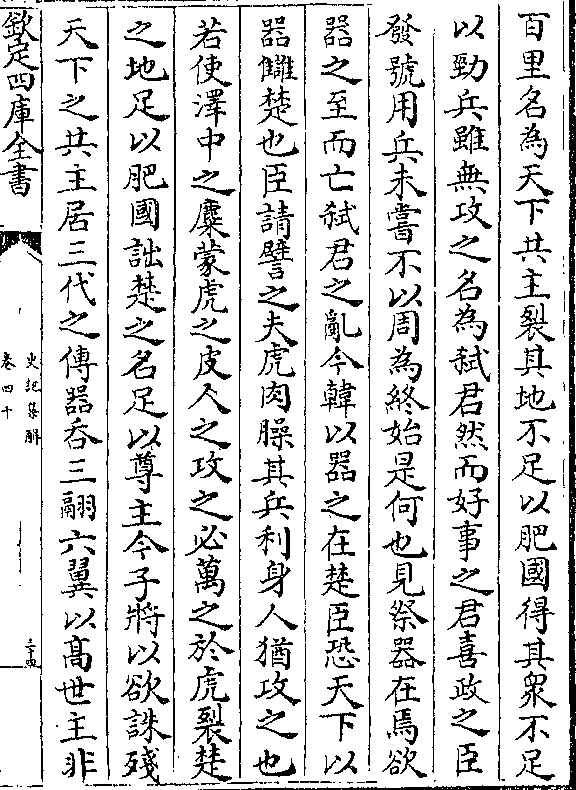 百里名為天下共主裂其地不足以肥國得其衆不足
以勁兵雖無攻之名為弑君然而好事之君喜政之臣
發號用兵未嘗不以周為終始是何也見祭器在焉欲
器之至而亡弑君之亂今韓以器之在楚臣恐天下以
器讎楚也臣請譬之夫虎肉臊其兵利身人猶攻之也
若使澤中之麋蒙虎之皮人之攻之必萬之於虎裂楚
之地足以肥國詘楚之名足以尊主今子將以欲誅殘
天下之共主居三代之傳器吞三翮六翼以髙世主非
欽定四庫全書
史記集解
卷四十
三十四